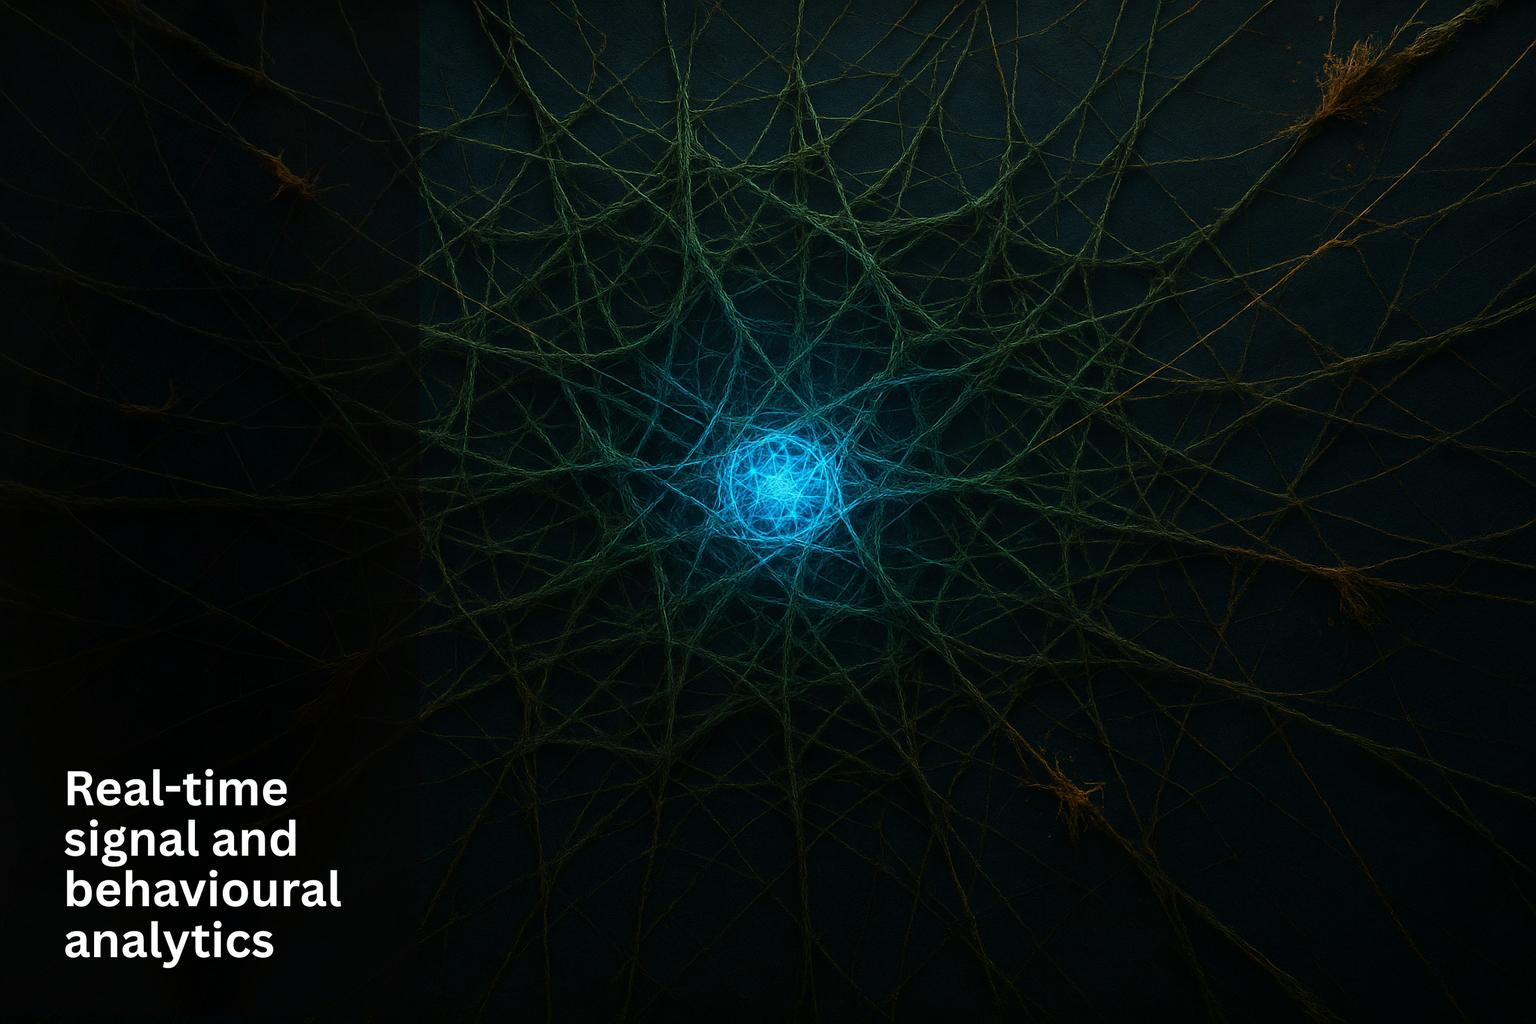 Real-time
signal and
behavioural
analytics